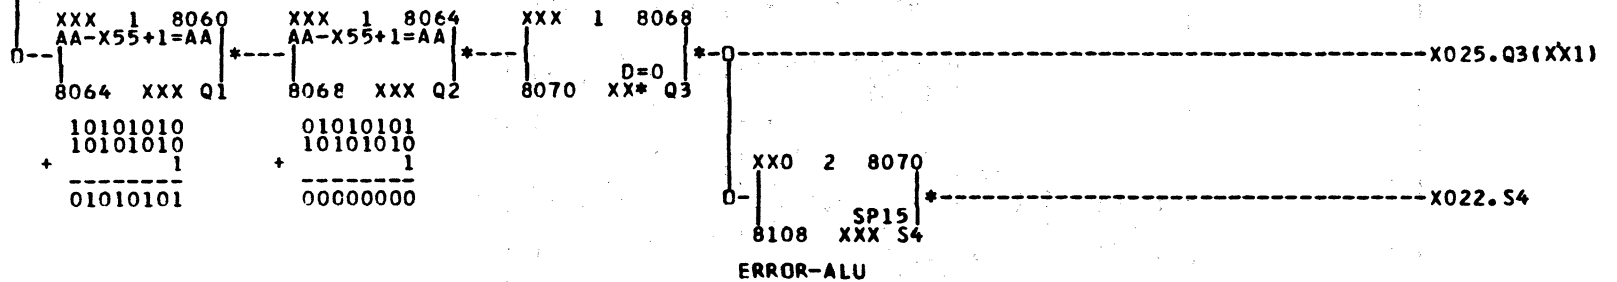 XXX 1 8060 XXX 1 8064 XXX 1 8068
AA-X55+1=AA AA-X55+1=AA
*--- *--- *-----X025.Q3(XX1)
D=0
8064 XXX Q1 8068 XXX Q2 8070 XX* Q3
10101010 01010101
10101010 10101010
+ 1 + 1
-------- --------
01010101 00000000
XX0 2 8070
*-----X022.S4
SP15
8108 XXX S4
ERROR-ALU